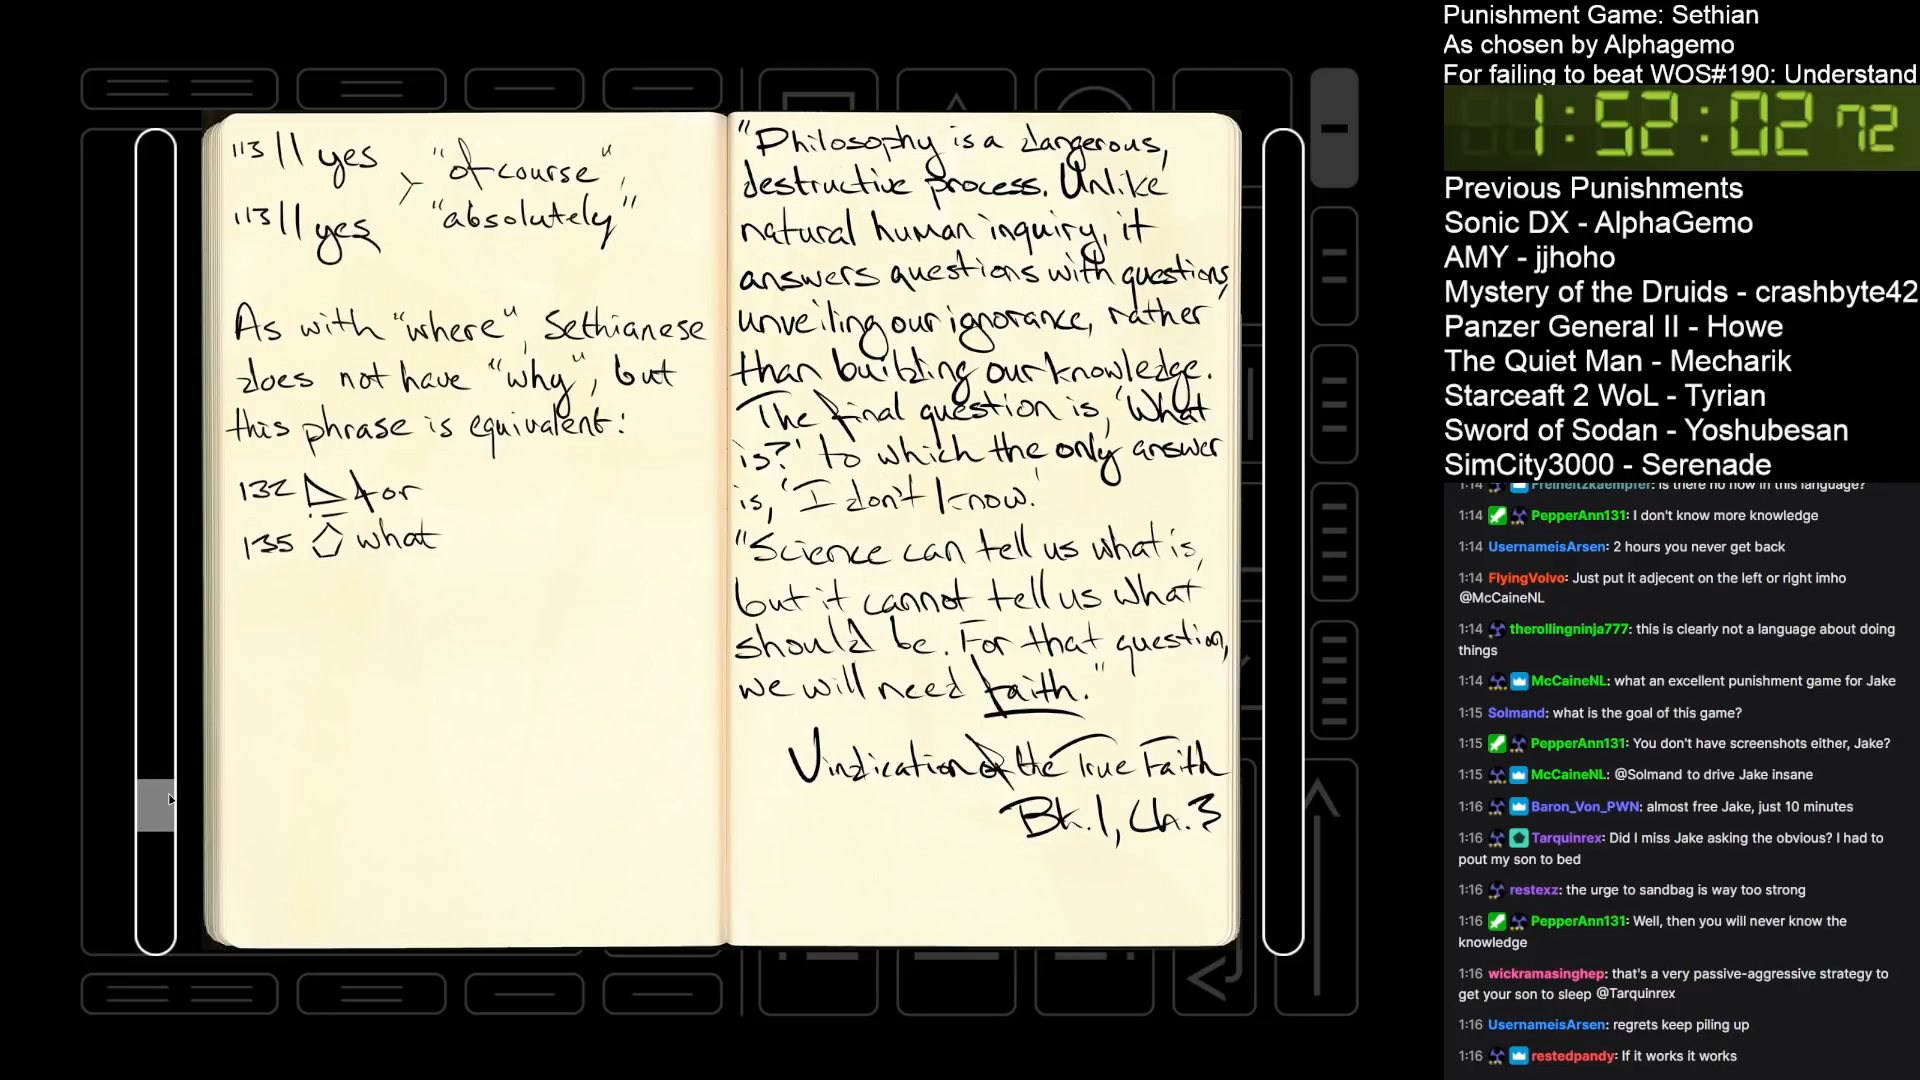 113 || yes
"of course",
113 || yes
"absolutely"
As with "where", Sethianese
does not have "why", but
this phrase is equivalent:
132 for
135 what
"Philosophy is a dangerous,
destructive process. Unlike
natural human inquiry, it
answers questions with questions,
unveiling our ignorance, rather
than building our knowledge.
The final question is, 'What
is?' to which the only answer
is, 'I don't know.'
"Science can tell us what is,
but it cannot tell us what
should be. For that question,
we will need faith."
Vindication of the True Faith
Bk. 1, Ch. 3
Punishment Game: Sethian
As chosen by Alphagemo
For failing to beat WOS#190: Understand
1:52:02 72
Previous Punishments
Sonic DX - AlphaGemo
AMY - jjhoho
Mystery of the Druids - crashbyte42
Panzer General II - Howe
The Quiet Man - Mecharik
Starceaft 2 WoL - Tyrian
Sword of Sodan - Yoshubesan
SimCity3000 - Serenade
1:14 Freiheitzkaempfer: is there no how in this language?
1:14 PepperAnn131: I don't know more knowledge
1:14 UsernameisArsen: 2 hours you never get back
1:14 FlyingVolvo: Just put it adjecent on the left or right imho
@McCaineNL
1:14 therollingninja777: this is clearly not a language about doing
things
1:14 McCaineNL: what an excellent punishment game for Jake
1:15 Solmand: what is the goal of this game?
1:15 PepperAnn131: You don't have screenshots either, Jake?
1:15 McCaineNL: @Solmand to drive Jake insane
1:16 Baron_Von_PWN: almost free Jake, just 10 minutes
1:16 Tarquinrex: Did I miss Jake asking the obvious? I had to
pout my son to bed
1:16 restexz: the urge to sandbag is way too strong
1:16 PepperAnn131: Well, then you will never know the
knowledge
1:16 wickramasinghep: that's a very passive-aggressive strategy to
get your son to sleep @Tarquinrex
1:16 UsernameisArsen: regrets keep piling up
1:16 restedpandy: If it works it works